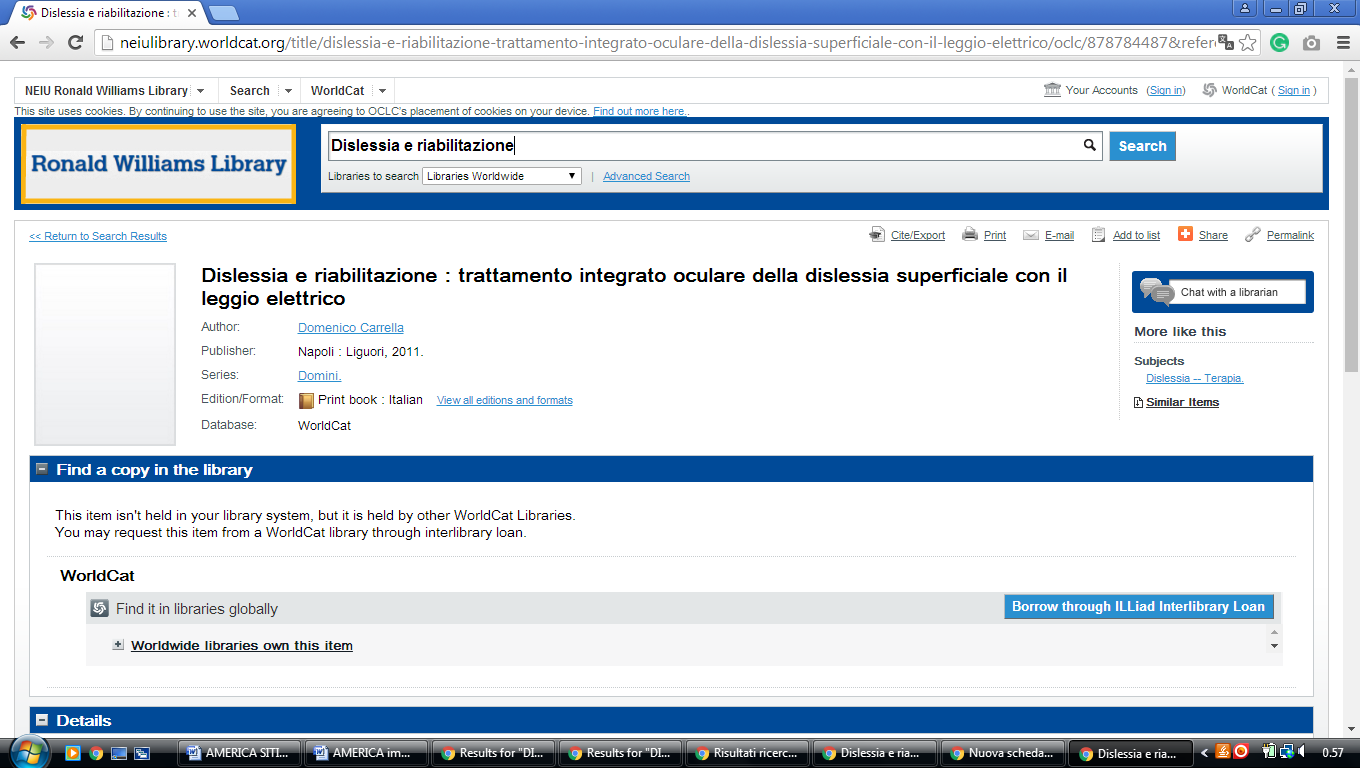 Dislessia e riabilitazione : t
neiulibrary.worldcat.org/title/dislessia-e-riabilitazione-trattamento-integrato-oculare-della-dislessia-superficiale-con-il-leggio-elettrico/oclc/878784487&refer
NEIU Ronald Williams Library Search WorldCat Your Accounts (Sign in) WorldCat ( Sign in )
This site uses cookies. By continuing to use the site, you are agreeing to OCLC's placement of cookies on your device. Find out more here..
Ronald Williams Library
Dislessia e riabilitazione Search
Libraries to search Libraries Worldwide | Advanced Search
<< Return to Search Results Cite/Export Print E-mail Add to list Share Permalink
Dislessia e riabilitazione : trattamento integrato oculare della dislessia superficiale con il
leggio elettrico
Author: Domenico Carrella
Publisher: Napoli : Liguori, 2011.
Series: Domini.
Edition/Format: Print book : Italian View all editions and formats
Database: WorldCat
Chat with a librarian
More like this
Subjects
Dislessia -- Terapia.
Similar Items
Find a copy in the library
This item isn't held in your library system, but it is held by other WorldCat Libraries.
You may request this item from a WorldCat library through interlibrary loan.
WorldCat
Find it in libraries globally Borrow through ILLiad Interlibrary Loan
Worldwide libraries own this item
Details
AMERICA SITI... AMERICA im... Results for "DI... Results for "DI... Risultati ricerc... Dislessia e ria... Nuova scheda... Dislessia e ria... 0.57